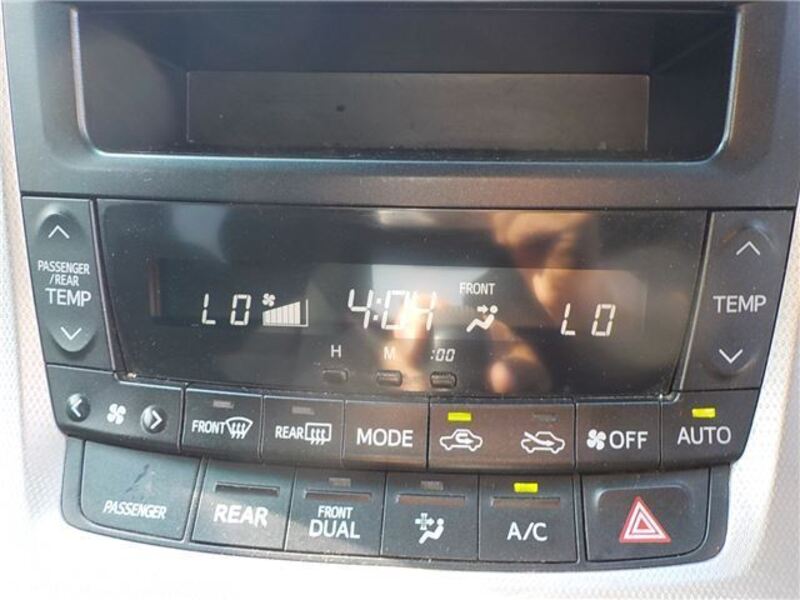 PASSENGER
/REAR
TEMP
LO 4:04 FRONT LO
TEMP
H M :00
FRONT REAR MODE OFF AUTO
PASSENGER REAR FRONT
DUAL A/C